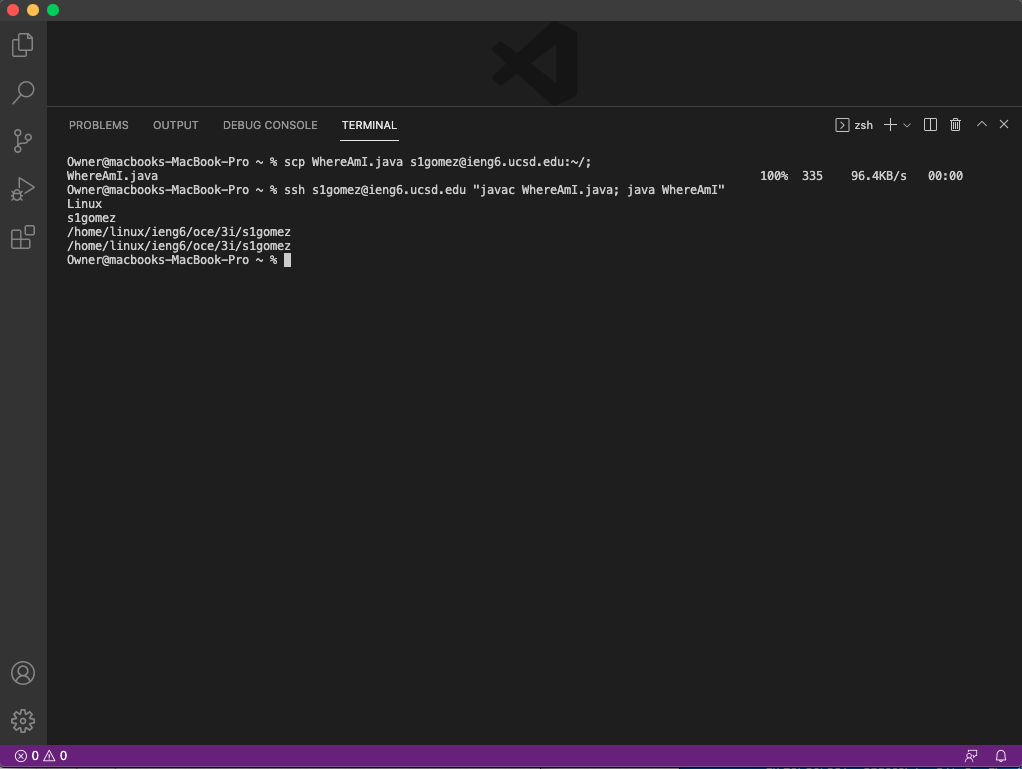 PROBLEMS OUTPUT DEBUG CONSOLE TERMINAL zsh
Owner@macbooks-MacBook-Pro ~ % scp WhereAmI.java s1gomez@ieng6.ucsd.edu:~/;
WhereAmI.java 100% 335 96.4KB/s 00:00
Owner@macbooks-MacBook-Pro ~ % ssh s1gomez@ieng6.ucsd.edu "javac WhereAmI.java; java WhereAmI"
Linux
s1gomez
/home/linux/ieng6/oce/3i/s1gomez
/home/linux/ieng6/oce/3i/s1gomez
Owner@macbooks-MacBook-Pro ~ %
0 0